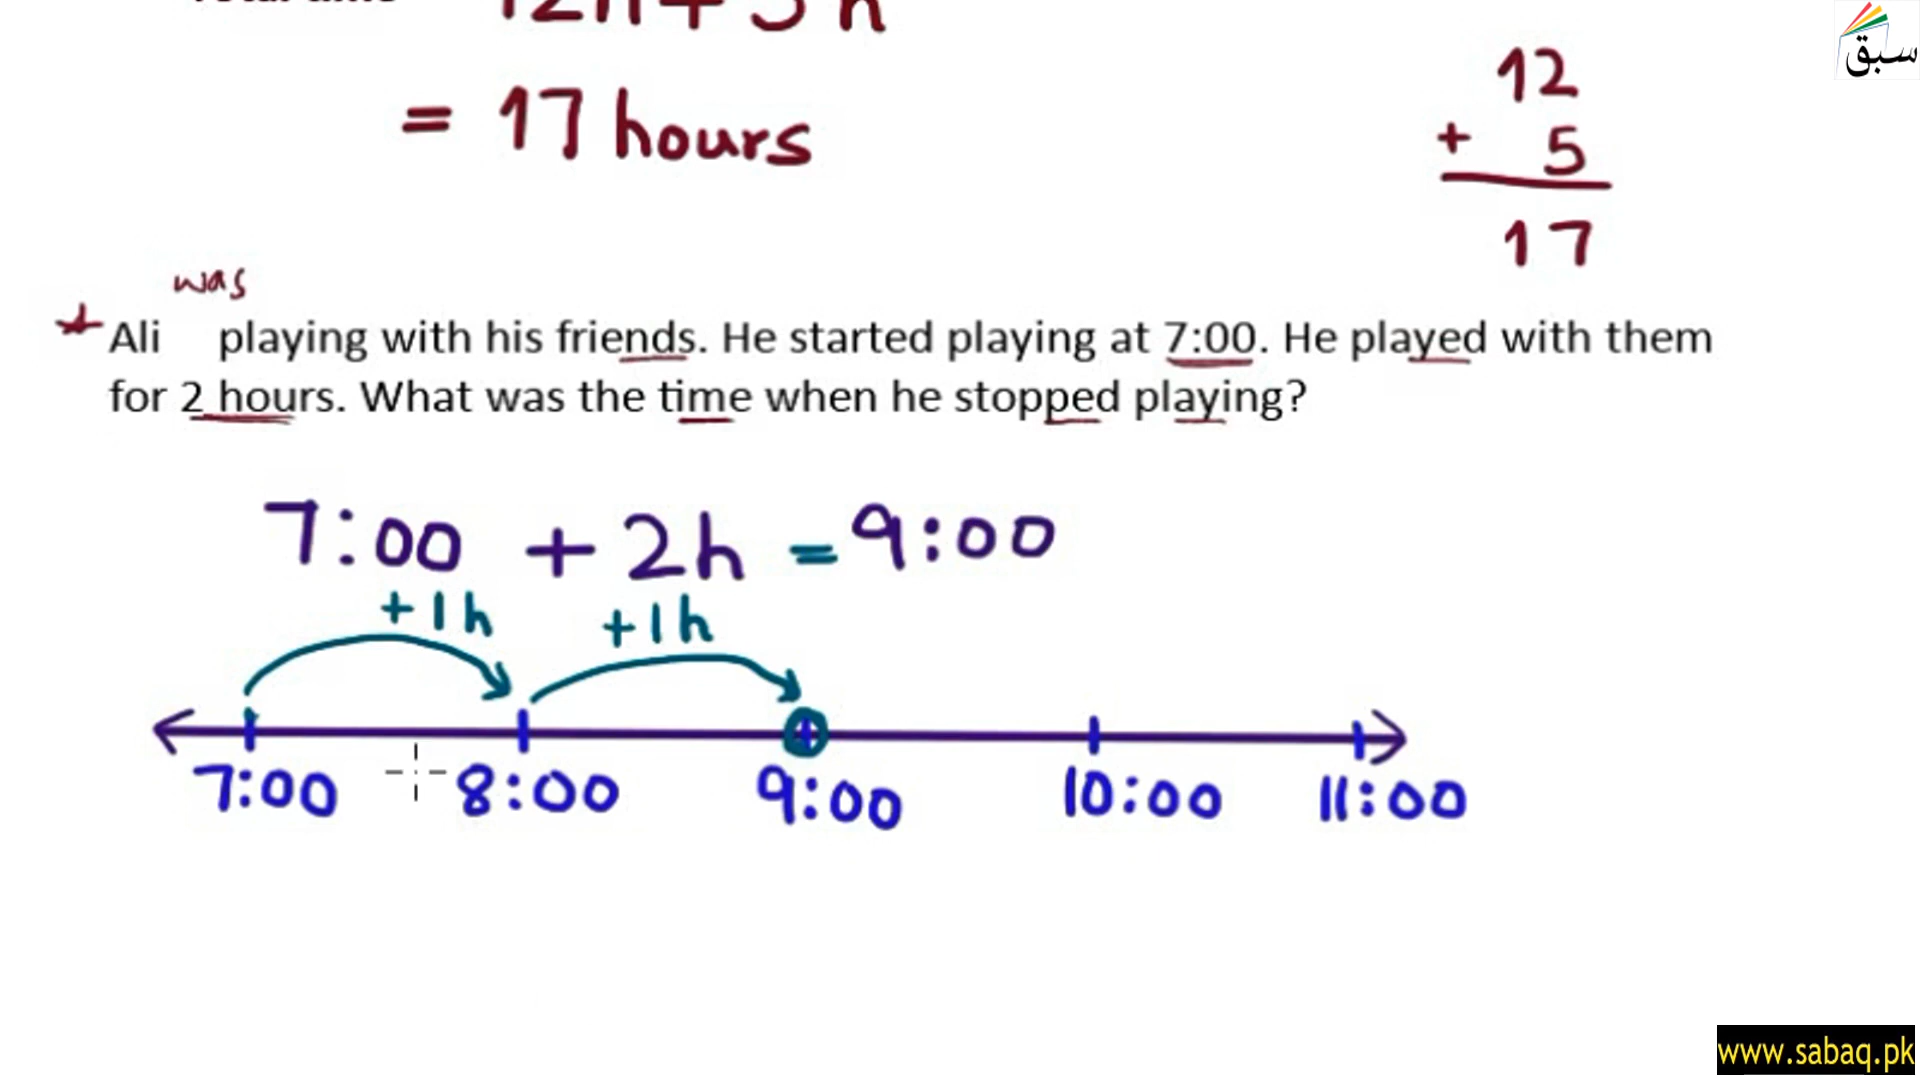 12h + 5h
= 17 hours
12
+ 5
17
سبق
was
Ali playing with his friends. He started playing at 7:00. He played with them
for 2 hours. What was the time when he stopped playing?
7:00 + 2h = 9:00
+1h +1h
7:00 8:00 9:00 10:00 11:00
www.sabaq.pk